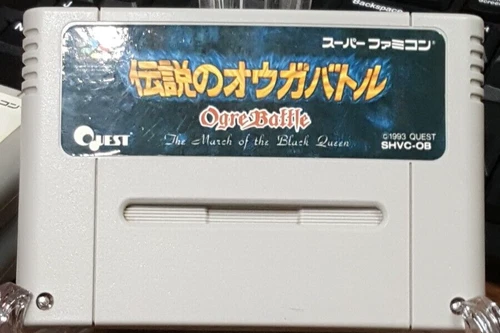 スーパーファミコン
伝説のオウガバトル
Ogre Battle
QUEST
The March of the Black Queen
©1993 QUEST
SHVC-OB
Backspace